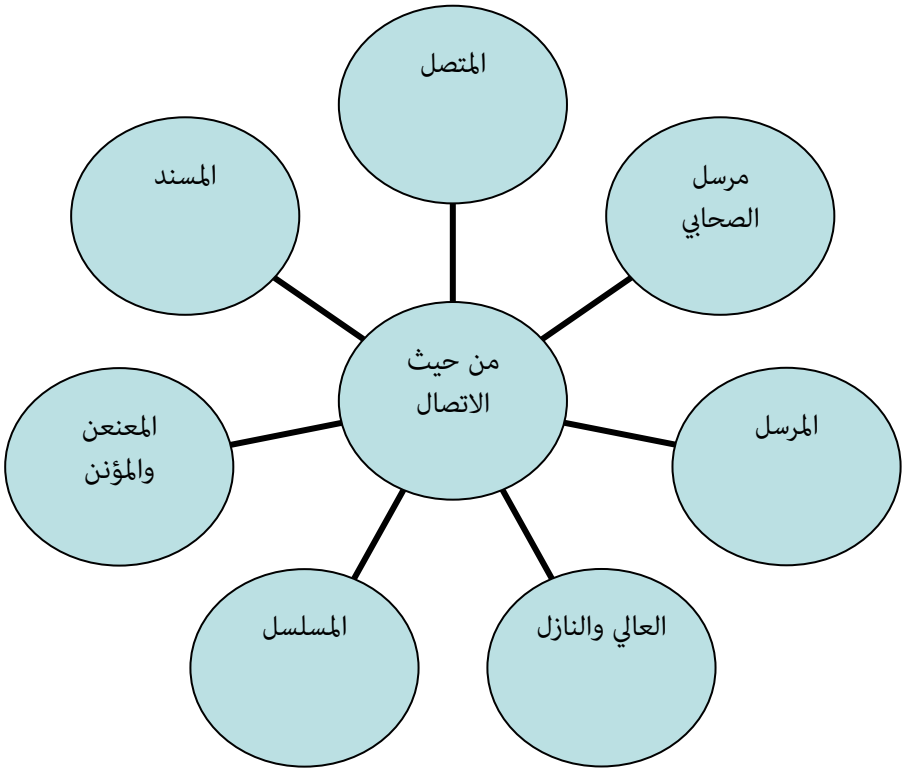 المتصل
مرسل
الصحابي
المسند
من حيث
الاتصال
المرسل
المعنعن
والمؤنن
العالي والنازل
المسلسل